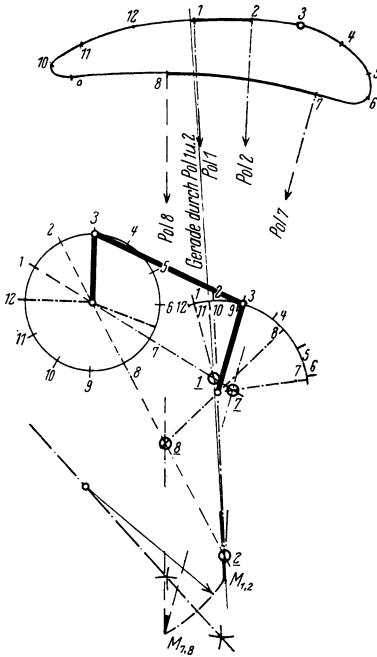 12 1 2 3
11 4
10 5
9 8 7 6
Pol 8
Gerade durch Pol 1 u. 2
Pol 1
Pol 2
Pol 7
3
2 4
1 5
12 6
11 7
10 9 8
1 2 3
12 11 10 9 4
8 5
7 6
1 7
8
2
M1,2
M7,8